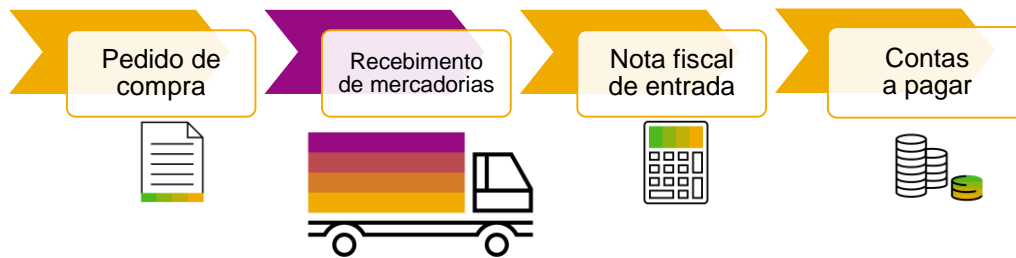 Pedido de
compra
Recebimento
de mercadorias
Nota fiscal
de entrada
Contas
a pagar